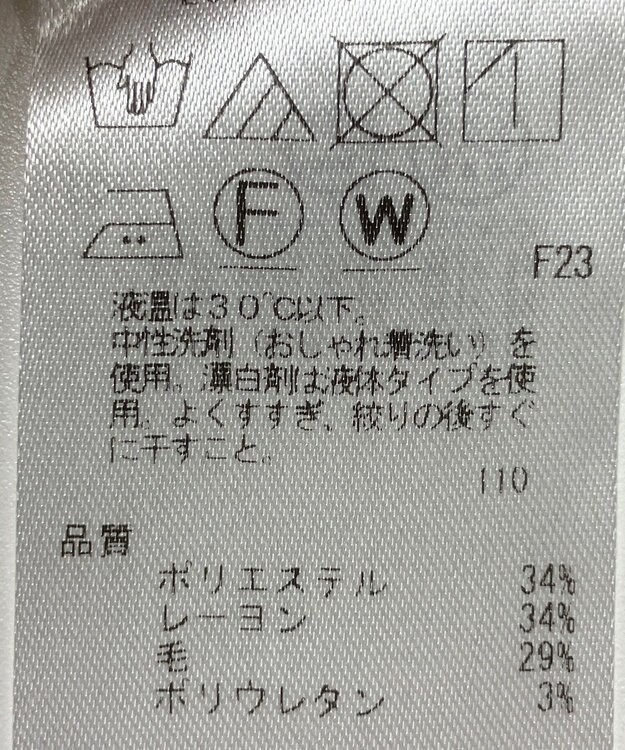 F
W
F23
液温は30℃以下。
中性洗剤（おしゃれ着洗い）を
使用。漂白剤は液体タイプを使
用。よくすすぎ、絞りの後すぐ
に干すこと。
110
品質
ポリエステル 34%
レーヨン 34%
毛 29%
ポリウレタン 3%